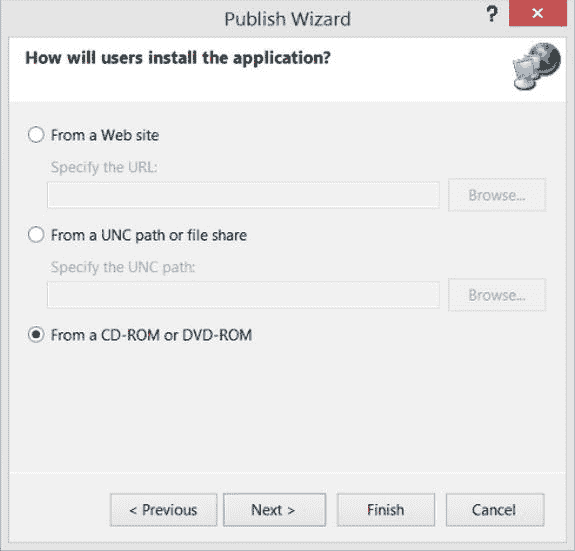 Publish Wizard
?
How will users install the application?
From a Web site
Specify the URL:
Browse...
From a UNC path or file share
Specify the UNC path:
Browse...
From a CD-ROM or DVD-ROM
< Previous Next > Finish Cancel